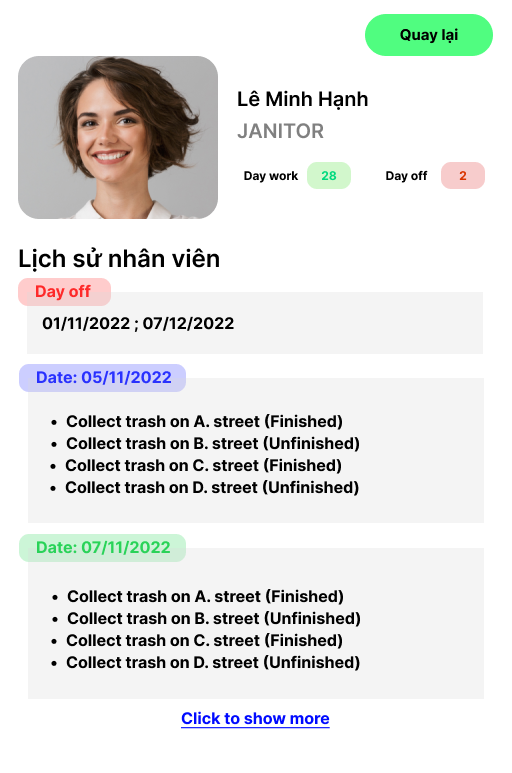 Quay lại
Lê Minh Hạnh
JANITOR
Day work 28 Day off 2
Lịch sử nhân viên
Day off
01/11/2022 ; 07/12/2022
Date: 05/11/2022
• Collect trash on A. street (Finished)
• Collect trash on B. street (Unfinished)
• Collect trash on C. street (Finished)
• Collect trash on D. street (Unfinished)
Date: 07/11/2022
• Collect trash on A. street (Finished)
• Collect trash on B. street (Unfinished)
• Collect trash on C. street (Finished)
• Collect trash on D. street (Unfinished)
Click to show more